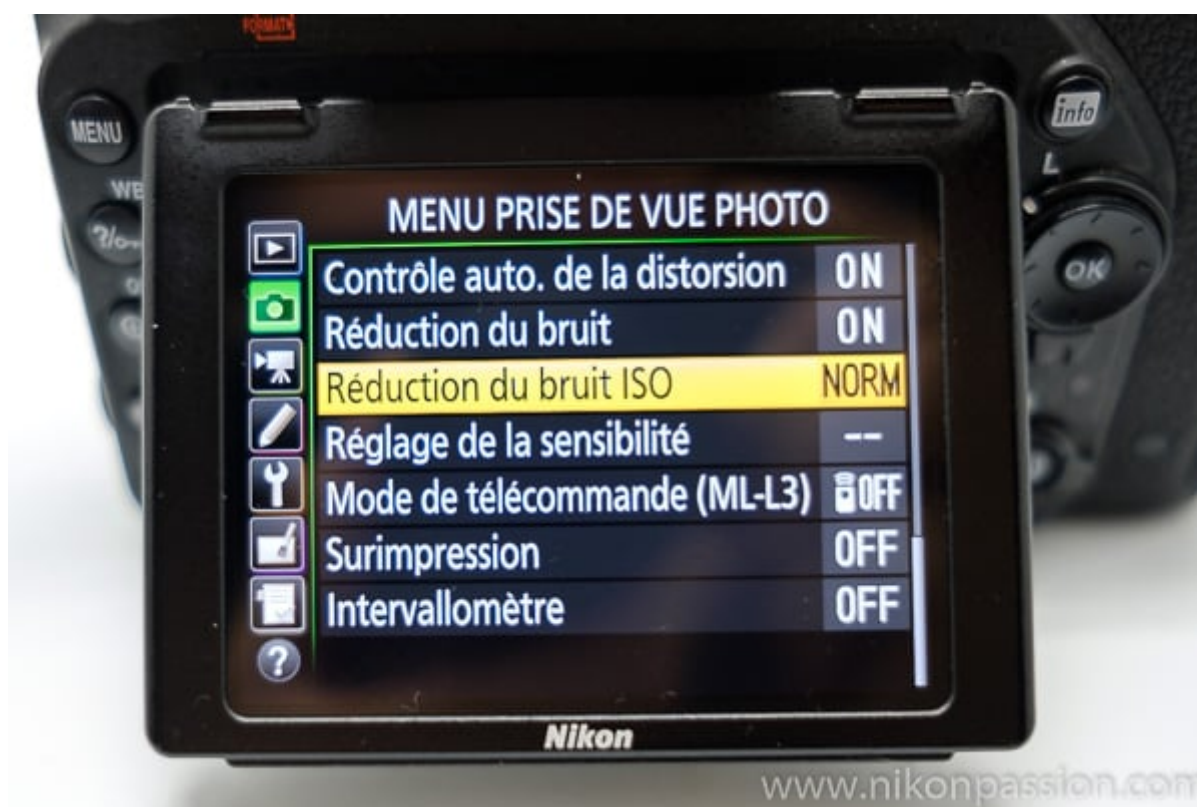 FORMAT
MENU
info
WB
?/
L
OK
MENU PRISE DE VUE PHOTO
Contrôle auto. de la distorsion ON
Réduction du bruit ON
Réduction du bruit ISO NORM
Réglage de la sensibilité --
Mode de télécommande (ML-L3) OFF
Surimpression OFF
Intervallomètre OFF
?
Nikon
www.nikonpassion.com